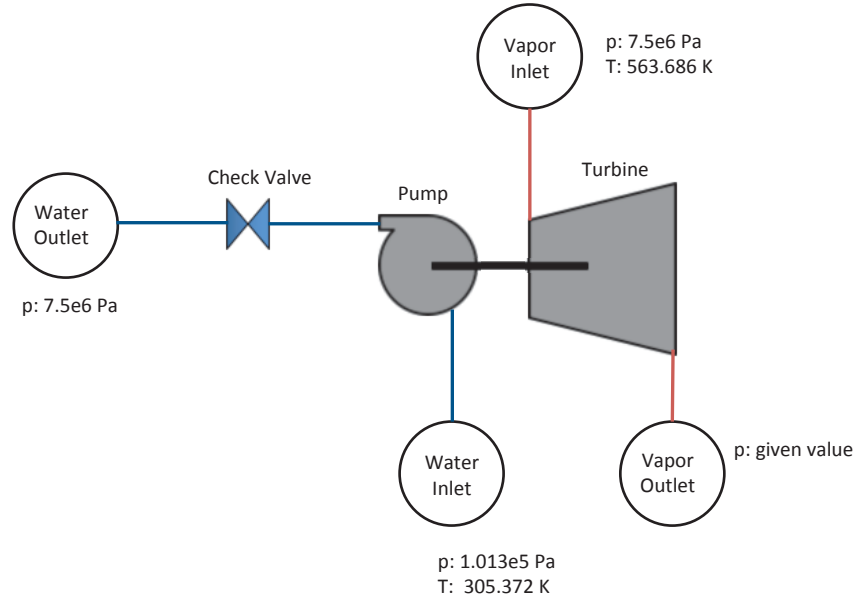 Vapor
Inlet
p: 7.5e6 Pa
T: 563.686 K
Turbine
Check Valve
Pump
Water
Outlet
p: 7.5e6 Pa
p: given value
Water
Inlet
Vapor
Outlet
p: 1.013e5 Pa
T:  305.372 K